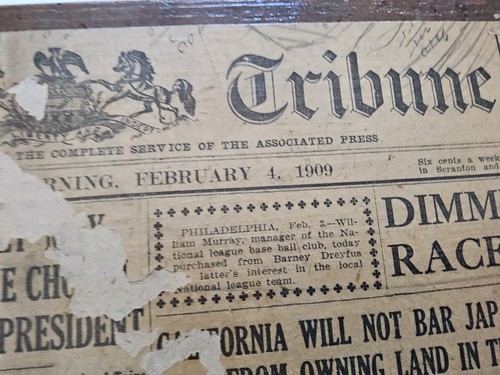 Tribune
THE COMPLETE SERVICE OF THE ASSOCIATED PRESS
RNING, FEBRUARY 4, 1909
Six cents a week
in Scranton and
PHILADELPHIA, Feb. 3.—Wil-
liam Murray, manager of the Na-
tional league base ball club, today
purchased from Barney Dreyfus
latter's interest in the local
National league team.
DIMM
RACE
E CHO
PRESIDENT
CALIFORNIA WILL NOT BAR JAP
FROM OWNING LAND IN T